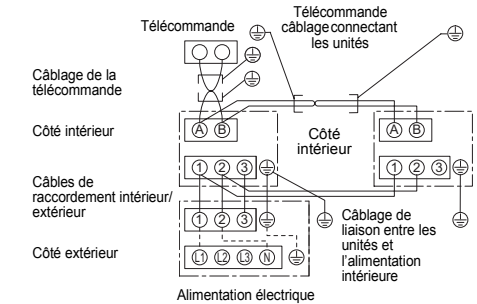 Télécommande
Télécommande
câblage connectant
les unités
Câblage de la
télécommande
Côté intérieur
A B
Côté
intérieur
A B
1 2 3
1 2 3
Câbles de
raccordement intérieur/
extérieur
1 2 3
Câblage de
liaison entre les
unités et
l'alimentation
intérieure
Côté extérieur
L1 L2 L3 N
Alimentation électrique